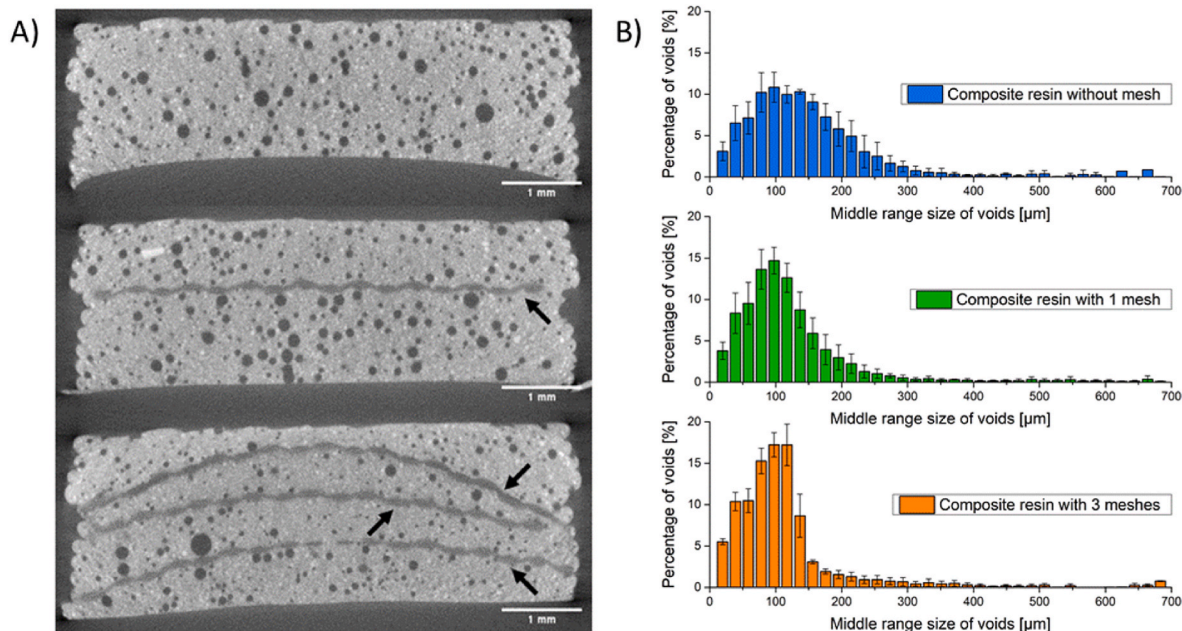 A)
1 mm
1 mm
1 mm
B)
20
15
10
5
0
Percentage of voids [%]
Composite resin without mesh
0 100 200 300 400 500 600 700
Middle range size of voids [µm]
20
15
10
5
0
Percentage of voids [%]
Composite resin with 1 mesh
0 100 200 300 400 500 600 700
Middle range size of voids [µm]
20
15
10
5
0
Percentage of voids [%]
Composite resin with 3 meshes
0 100 200 300 400 500 600 700
Middle range size of voids [µm]